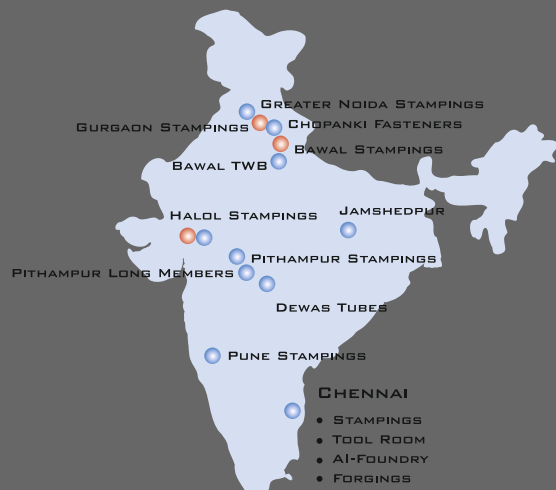 Greater Noida Stampings
Gurgaon Stampings
Chopanki Fasteners
Bawal Stampings
Bawal TWB
Halol Stampings
Jamshedpur
Pithampur Stampings
Pithampur Long Members
Dewas Tubes
Pune Stampings
Chennai
• Stampings
• Tool Room
• Al-Foundry
• Forgings